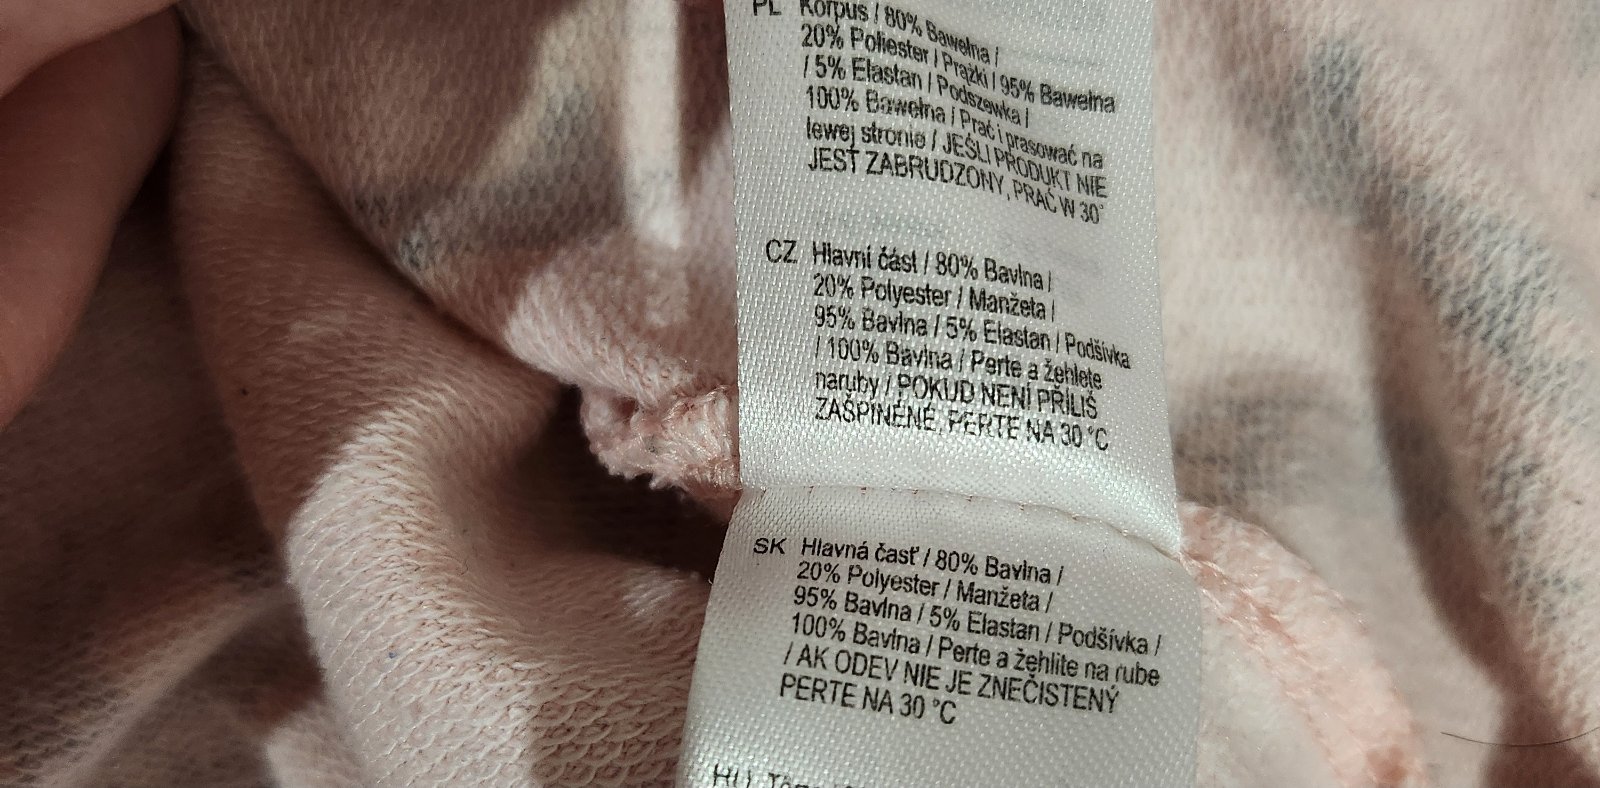 PL Korpus / 80% Bawełna /
20% Poliester / Prążki / 95% Bawełna
/ 5% Elastan / Podszewka /
100% Bawełna / Prać i prasować na
lewej stronie / JEŚLI PRODUKT NIE
JEST ZABRUDZONY, PRAĆ W 30°
CZ Hlavní část / 80% Bavlna /
20% Polyester / Manžeta /
95% Bavlna / 5% Elastan / Podšívka
/ 100% Bavlna / Perte a žehlete
naruby / POKUD NENÍ PŘÍLIŠ
ZAŠPINĚNÉ, PERTE NA 30 °C
SK Hlavná časť / 80% Bavlna /
20% Polyester / Manžeta /
95% Bavlna / 5% Elastan / Podšívka /
100% Bavlna / Perte a žehlite na rube
/ AK ODEV NIE JE ZNEČISTENÝ
PERTE NA 30 °C
HU